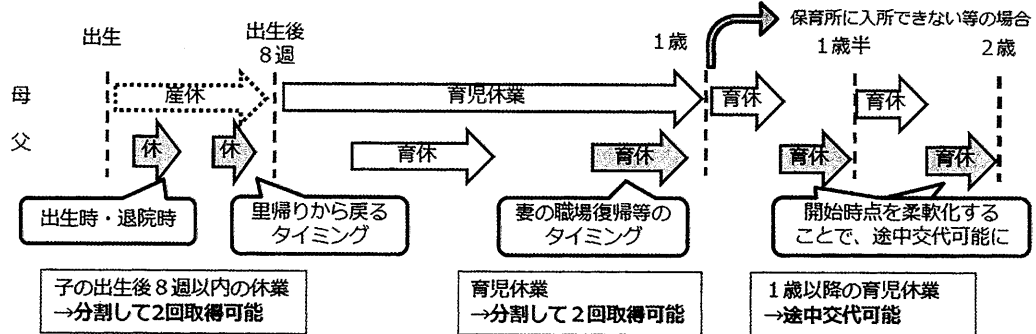 保育所に入所できない等の場合
出生
出生後
8週
1歳
1歳半
2歳
母
産休
育児休業
育休
育休
父
休
休
育休
育休
育休
育休
出生時・退院時
里帰りから戻る
タイミング
妻の職場復帰等の
タイミング
開始時点を柔軟化する
ことで、途中交代可能に
子の出生後8週以内の休業
→分割して2回取得可能
育児休業
→分割して2回取得可能
1歳以降の育児休業
→途中交代可能